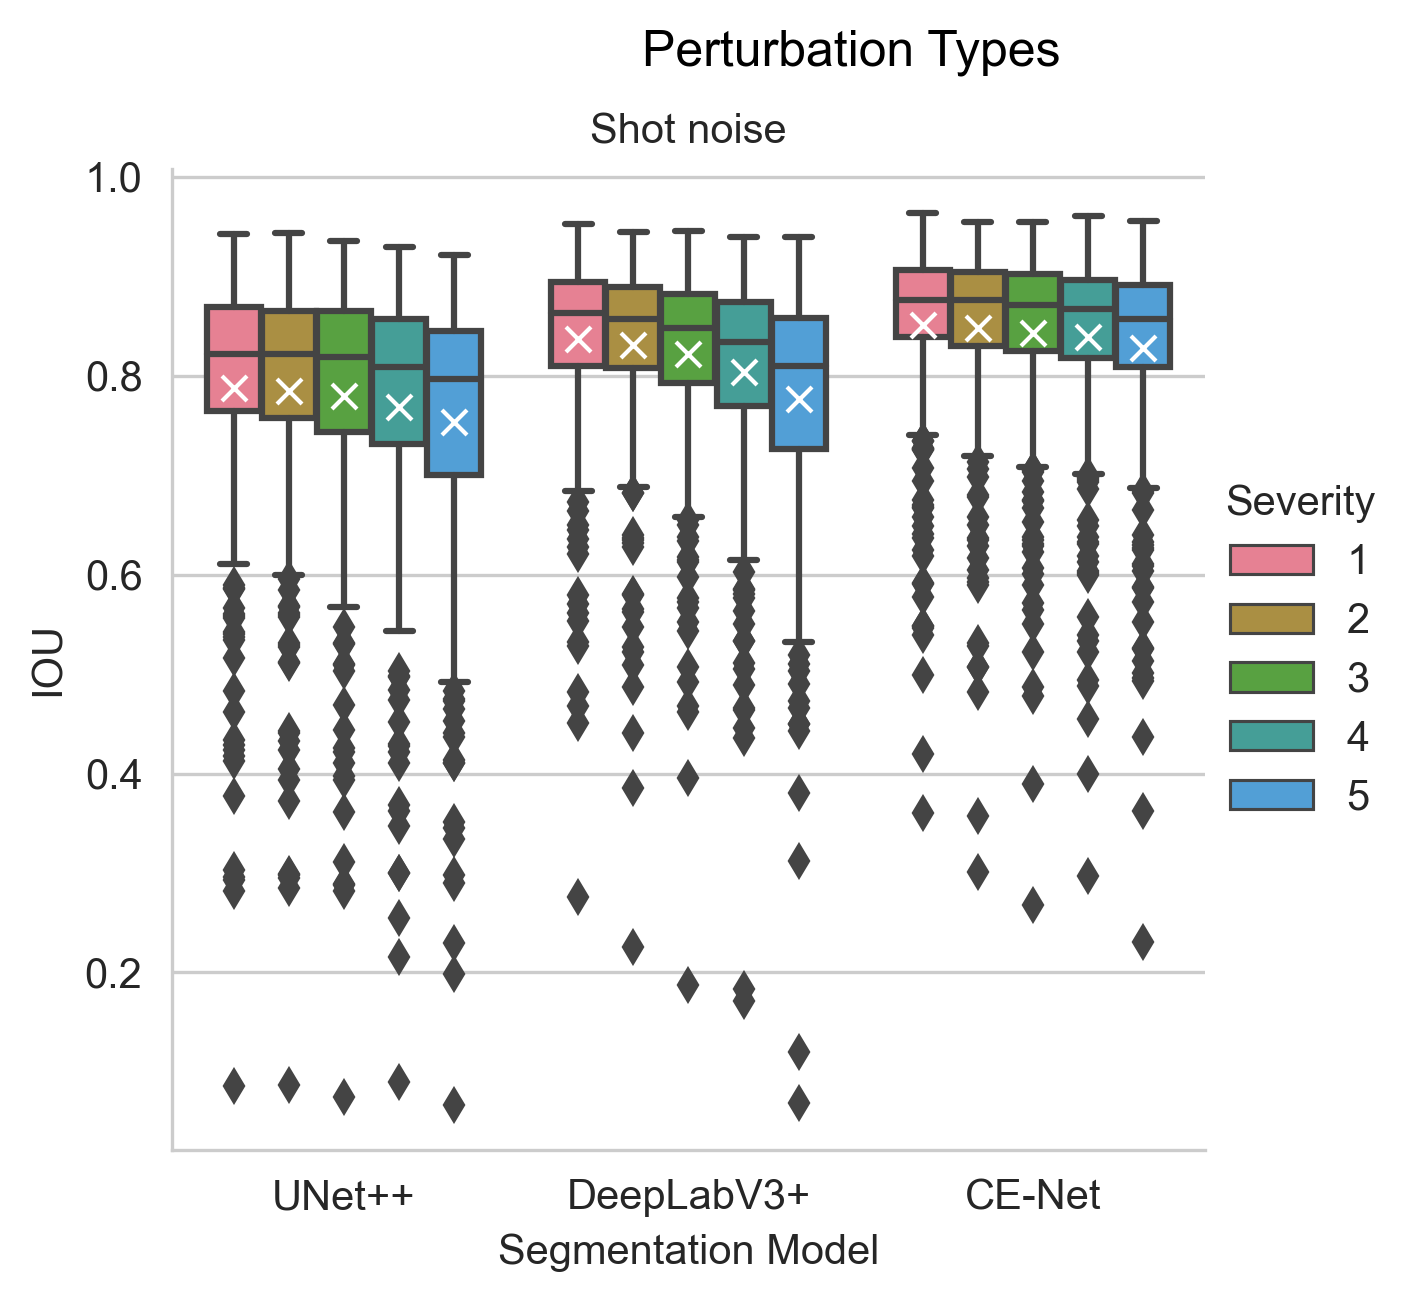 Perturbation Types
Shot noise
1.0
0.8
0.6
0.4
0.2
IOU
UNet++
DeepLabV3+
CE-Net
Segmentation Model
Severity
1
2
3
4
5